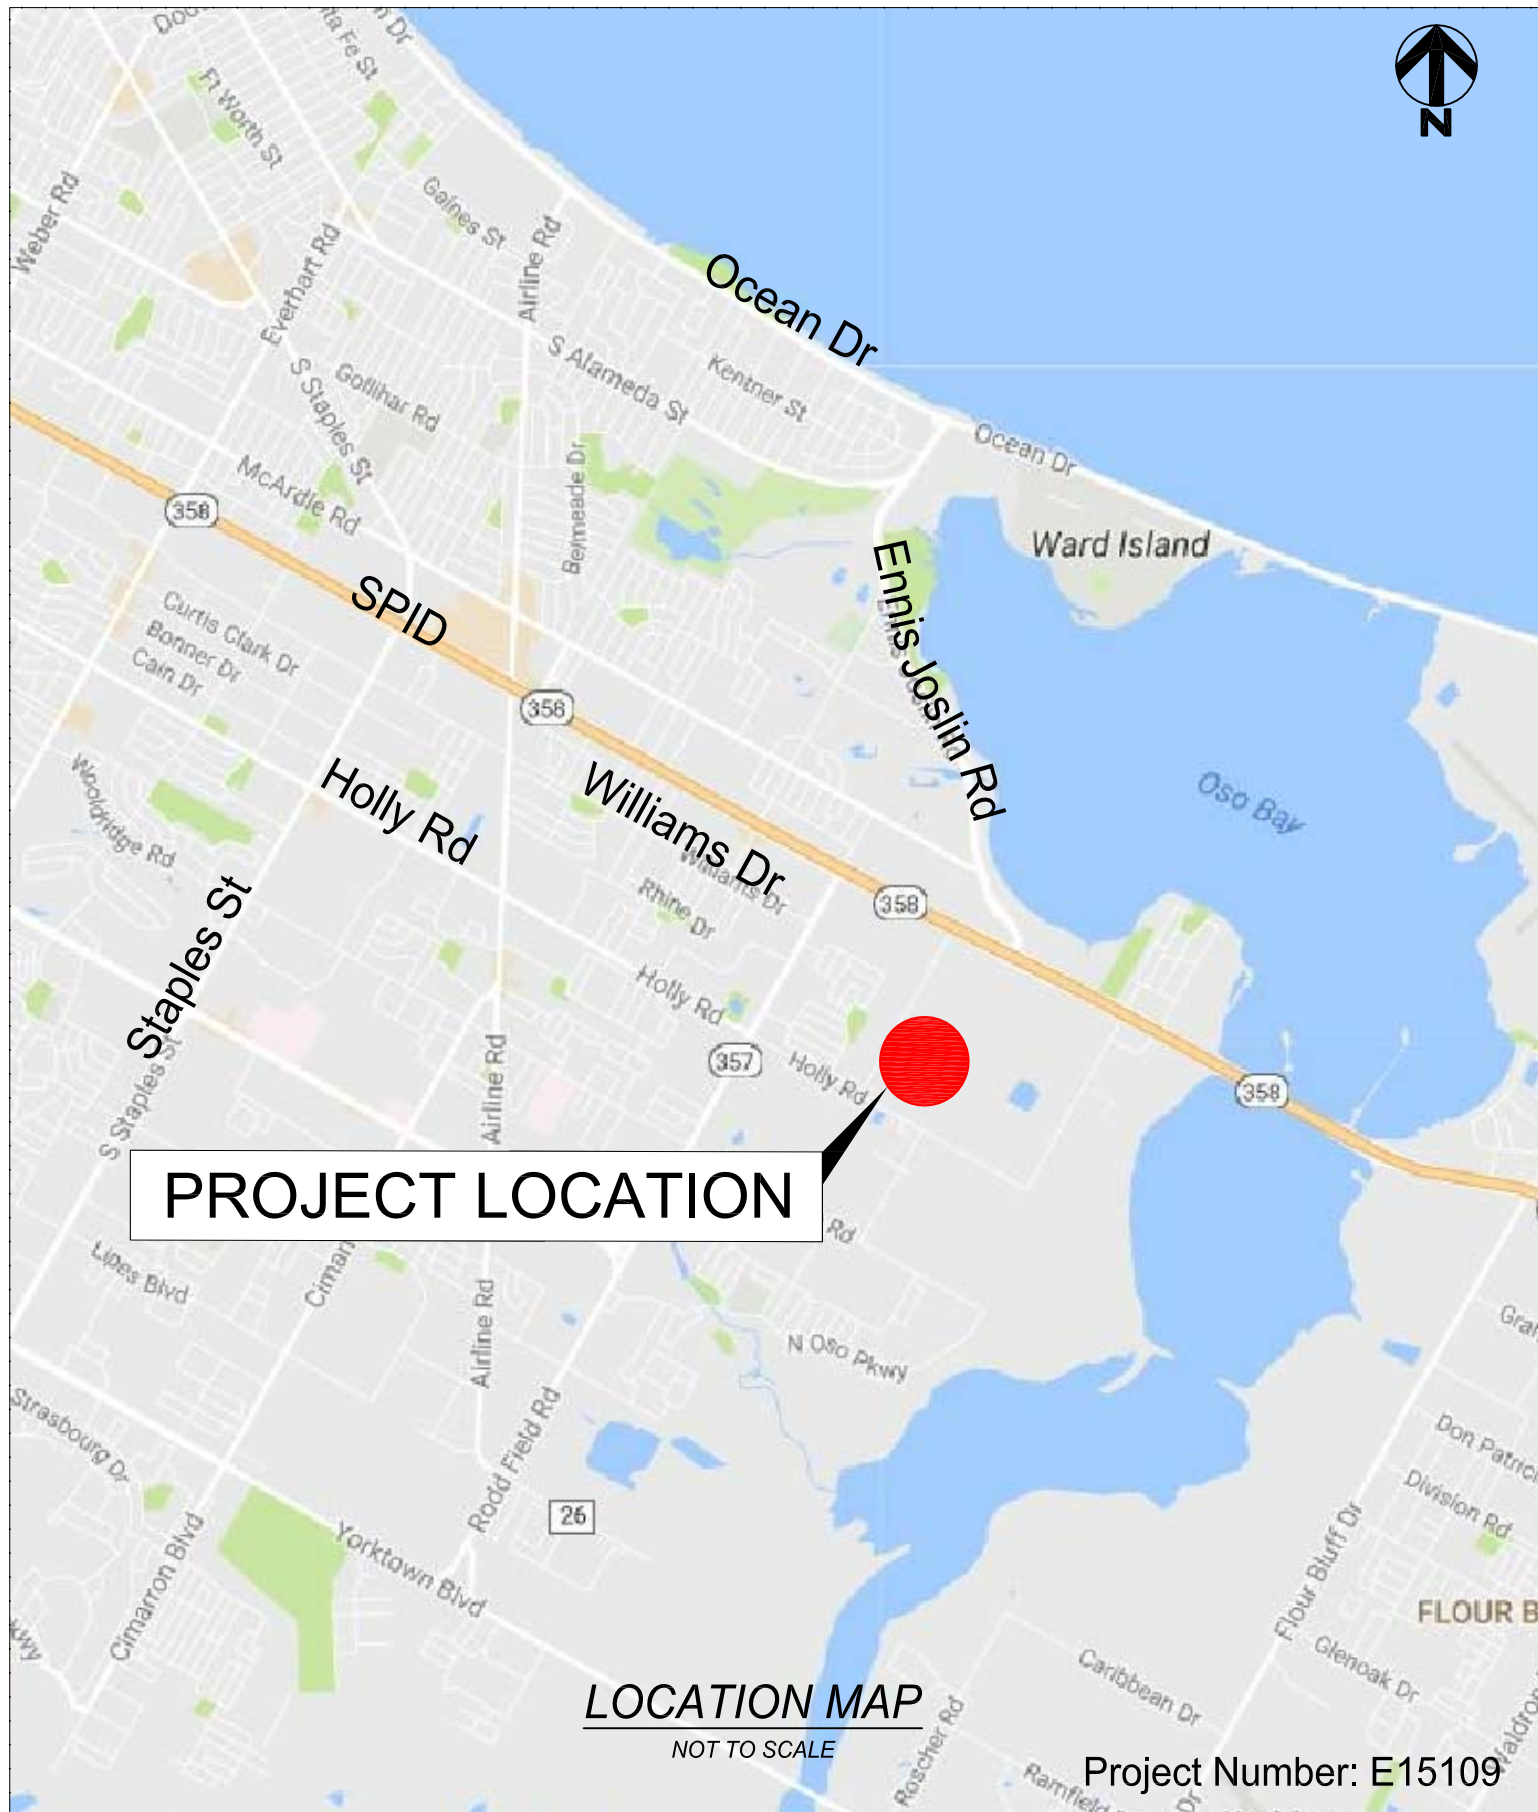 N
Ft Worth St
Weber Rd
Gaines St
Everhart Rd
Airline Rd
Ocean Dr
S Alameda St
Kentner St
S Staples St
Gollihar Rd
Ocean Dr
McArdle Rd
358
Ward Island
Ennis Joslin Rd
SPID
Curtis Clark Dr
Bonner Dr
Cain Dr
358
Holly Rd
Williams Dr
Oso Bay
Wooldridge Rd
Williams Dr
Rhine Dr
358
Staples St
Holly Rd
357
Holly Rd
Airline Rd
358
S Staples St
PROJECT LOCATION
Rd
Lipes Blvd
Airline Rd
N Oso Pkwy
Strasbourg Dr
Rodd Field Rd
26
Division Rd
Yorktown Blvd
Cimarron Blvd
Flour Bluff Dr
FLOUR B
Glenoak Dr
Caribbean Dr
LOCATION MAP
NOT TO SCALE
Roscher Rd
Project Number: E15109